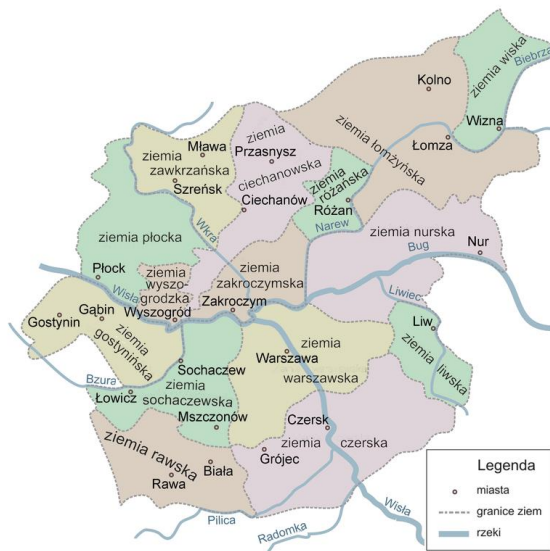 ziemia wiska
Biebrza
Kolno
Wizna
Mława
ziemia
Przasnysz
ziemia łomżyńska
Łomża
ziemia
zawkrzańska
ciechanowska
ziemia
różańska
Szreńsk
Ciechanów
Różan
Narew
Wkra
ziemia nurska
ziemia płocka
Bug
Nur
Płock
ziemia
wyszo-
grodzka
ziemia
zakroczymska
Wisła
Liwiec
Gąbin
Wyszogród
Zakroczym
Gostynin
ziemia
gostynińska
Liw
Sochaczew
Warszawa
ziemia
warszawska
ziemia
liwska
Bzura
Łowicz
ziemia
sochaczewska
Mszczonów
Czersk
ziemia
czerska
ziemia rawska
Biała
Grójec
Rawa
Pilica
Radomka
Wisła
Legenda
miasta
granice ziem
rzeki